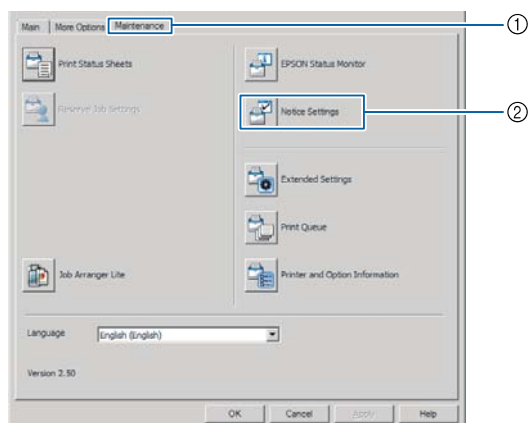 Main More Options Maintenance
①
Print Status Sheets
EPSON Status Monitor
Reserve Job Settings
Notice Settings
②
Extended Settings
Print Queue
Job Arranger Lite
Printer and Option Information
Language English (English)
Version 2.50
OK Cancel Apply Help